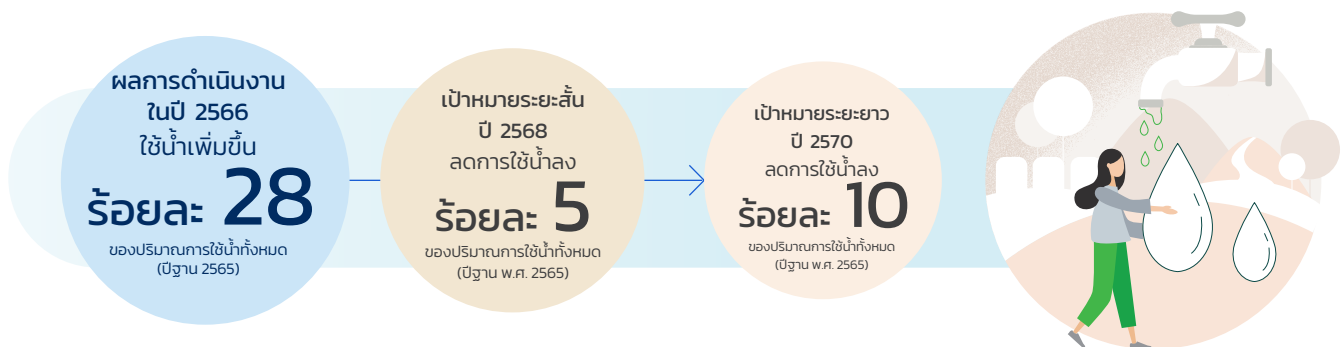 ผลการดำเนินงาน
ในปี 2566
ใช้น้ำเพิ่มขึ้น
ร้อยละ 28
ของปริมาณการใช้น้ำทั้งหมด
(ปีฐาน 2565)
เป้าหมายระยะสั้น
ปี 2568
ลดการใช้น้ำลง
ร้อยละ 5
ของปริมาณการใช้น้ำทั้งหมด
(ปีฐาน พ.ศ. 2565)
เป้าหมายระยะยาว
ปี 2570
ลดการใช้น้ำลง
ร้อยละ 10
ของปริมาณการใช้น้ำทั้งหมด
(ปีฐาน พ.ศ. 2565)